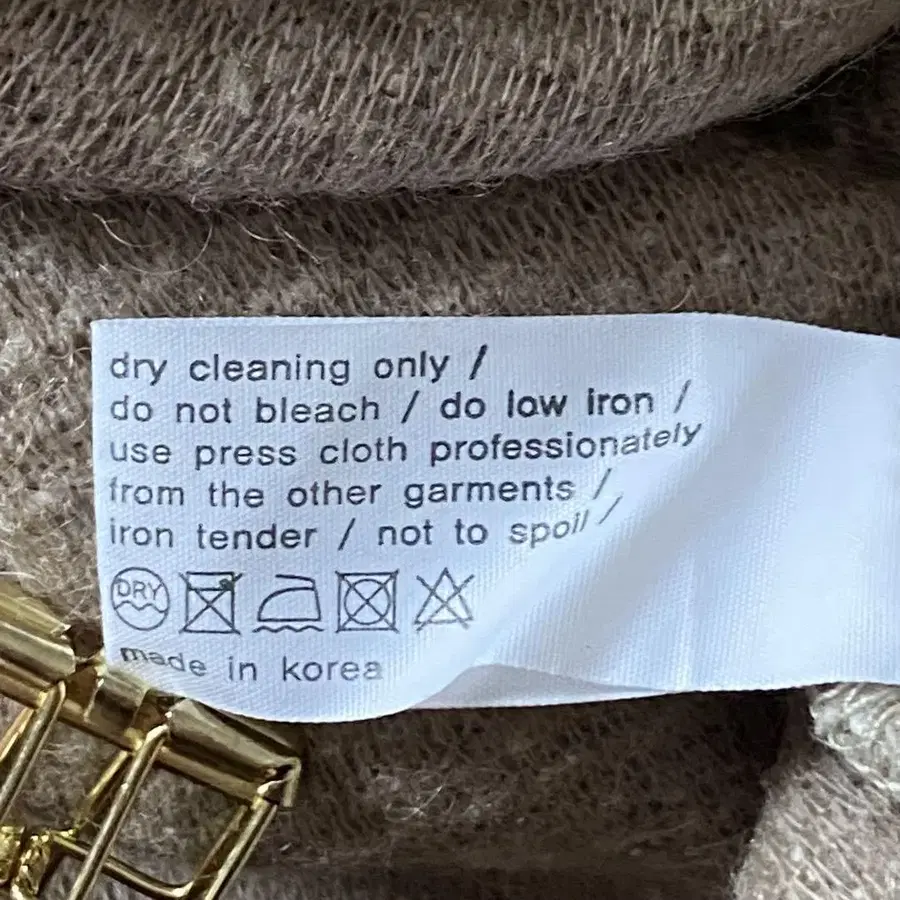 dry cleaning only /
do not bleach / do low iron /
use press cloth professionately
from the other garments /
iron tender / not to spoil /
DRY
made in korea